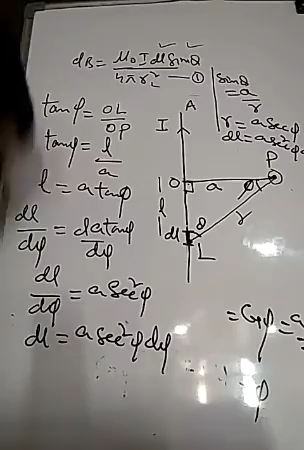 dB = μ₀ I dl sinθ / 4π r² — ①
sinθ = a/r
r = a secφ
dl = a sec²φ
tanφ = OL/OP
tanφ = l/a
l = a tanφ
dl/dφ = d a tanφ/dφ
dl/dφ = a sec²φ
dl = a sec²φ dφ
A
I
P
O a φ
l r
dl θ
L